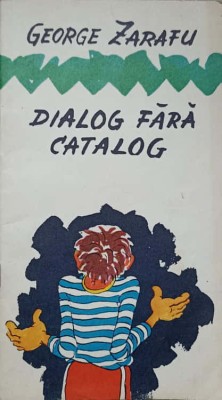 GEORGE ZARAFU
DIALOG FĂRĂ
CATALOG